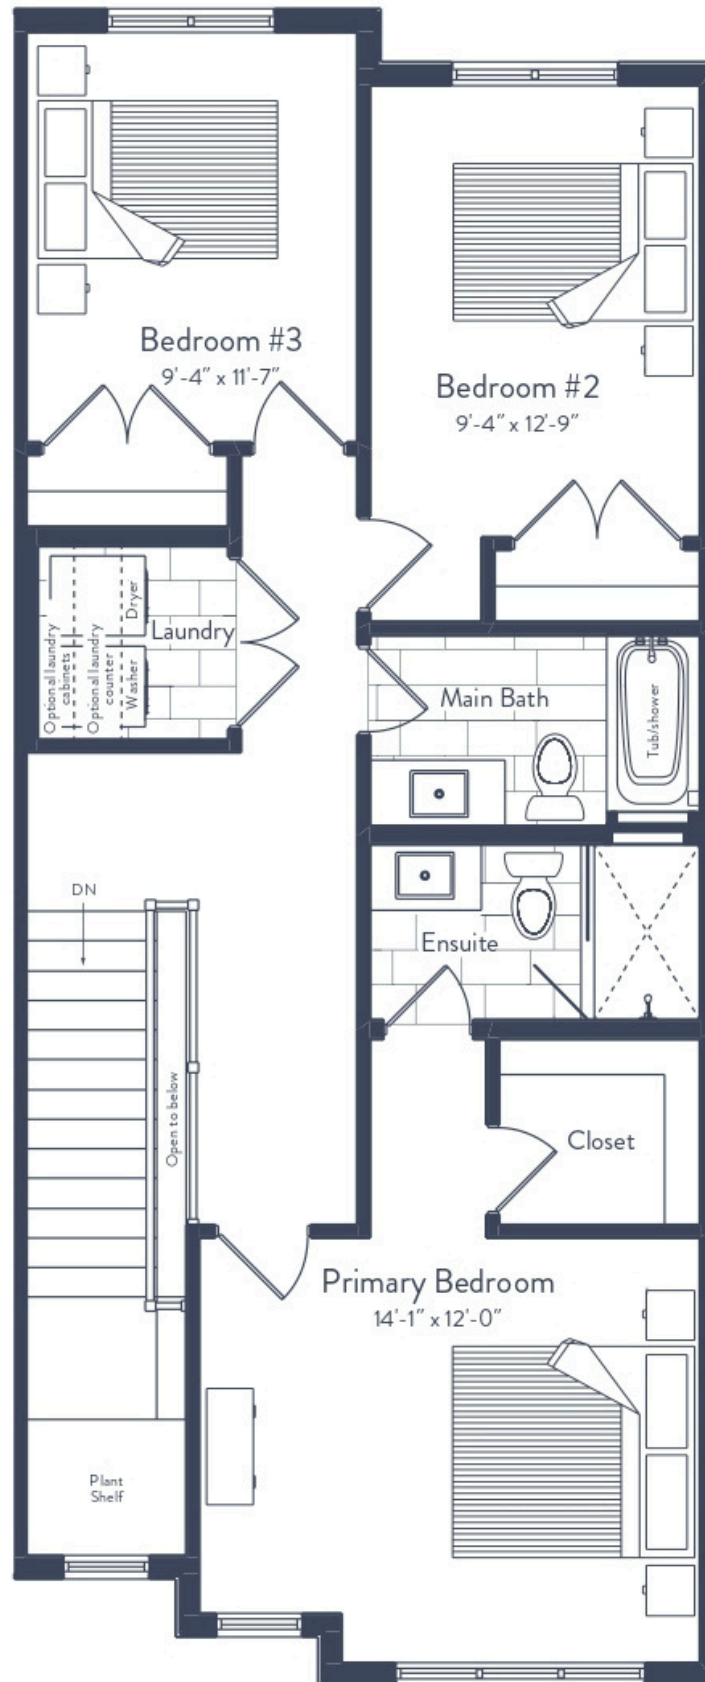 Bedroom #3
9'-4" x 11'-7"
Bedroom #2
9'-4" x 12'-9"
Optional laundry
cabinets
Optional laundry
counter
Dryer
Washer
Laundry
Main Bath
Tub/shower
DN
Ensuite
Open to below
Closet
Primary Bedroom
14'-1" x 12'-0"
Plant
Shelf